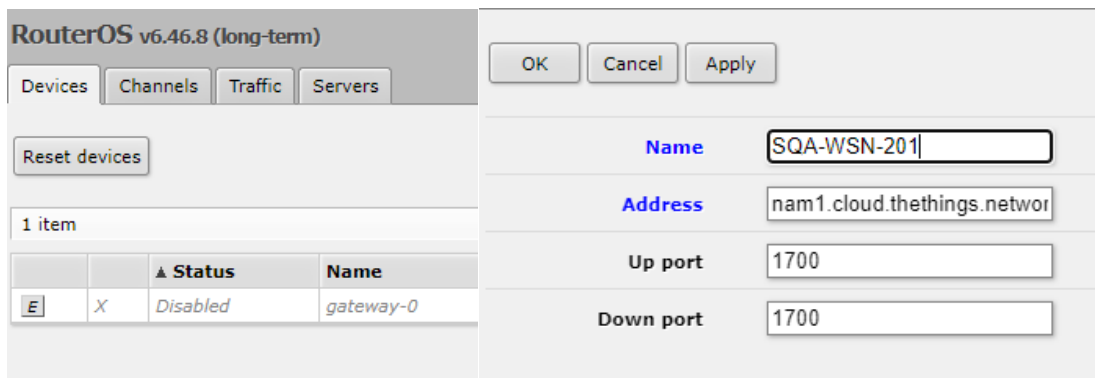 RouterOS v6.46.8 (long-term)
Devices Channels Traffic Servers
Reset devices
1 item
▲ Status Name
E X Disabled gateway-0
OK Cancel Apply
Name SQA-WSN-201
Address nam1.cloud.thethings.networ
Up port 1700
Down port 1700